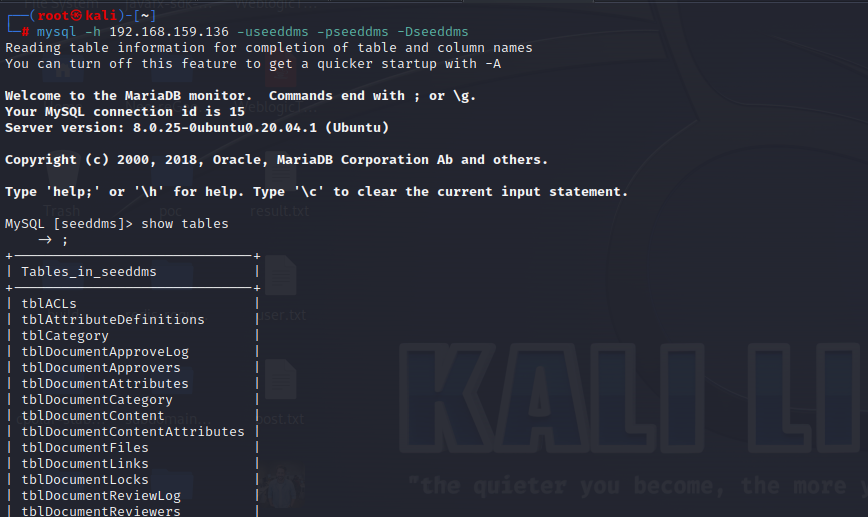 ┌──(root㉿kali)-[~]
└─# mysql -h 192.168.159.136 -useeddms -pseeddms -Dseeddms
Reading table information for completion of table and column names
You can turn off this feature to get a quicker startup with -A
Welcome to the MariaDB monitor.  Commands end with ; or \g.
Your MySQL connection id is 15
Server version: 8.0.25-0ubuntu0.20.04.1 (Ubuntu)
Copyright (c) 2000, 2018, Oracle, MariaDB Corporation Ab and others.
Type 'help;' or '\h' for help. Type '\c' to clear the current input statement.
Trash
poc
result.txt
MySQL [seeddms]> show tables
    -> ;
+-----------------------------+
| Tables_in_seeddms           |
+-----------------------------+
| tblACLs                     |
| tblAttributeDefinitions     |
| tblCategory                 |
| tblDocumentApproveLog       |
| tblDocumentApprovers        |
| tblDocumentAttributes       |
| tblDocumentCategory         |
| tblDocumentContent          |
| tblDocumentContentAttributes |
| tblDocumentFiles            |
| tblDocumentLinks            |
| tblDocumentLocks            |
| tblDocumentReviewLog        |
| tblDocumentReviewers        |
KALI LI
"the quieter you become, the more y